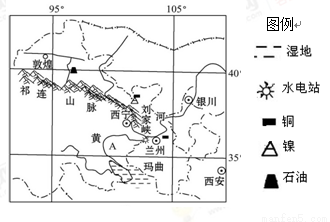 95° 105°
图例
湿地
敦煌
40°
水电站
祁连山脉
银川
铜
西
刘家峡
河
镍
黄
A
兰州
玛曲
35°
西安
石油